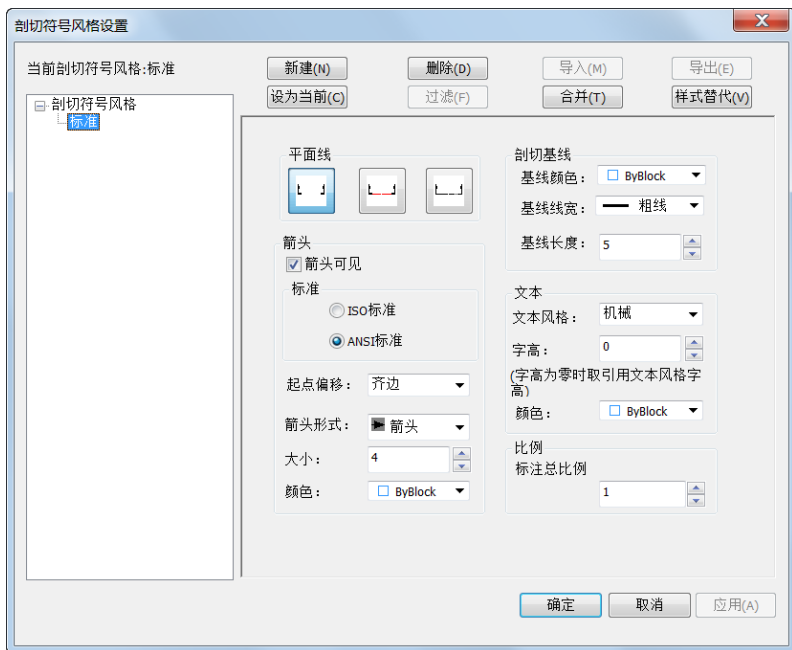 剖切符号风格设置
当前剖切符号风格:标准
新建(N) 删除(D) 导入(M) 导出(E)
设为当前(C) 过滤(F) 合并(T) 样式替代(V)
剖切符号风格
标准
平面线
箭头
箭头可见
标准
ISO标准
ANSI标准
起点偏移： 齐边
箭头形式： 箭头
大小： 4
颜色： ByBlock
剖切基线
基线颜色： ByBlock
基线线宽： 粗线
基线长度： 5
文本
文本风格： 机械
字高： 0
(字高为零时取引用文本风格字
高)
颜色： ByBlock
比例
标注总比例
1
确定 取消 应用(A)